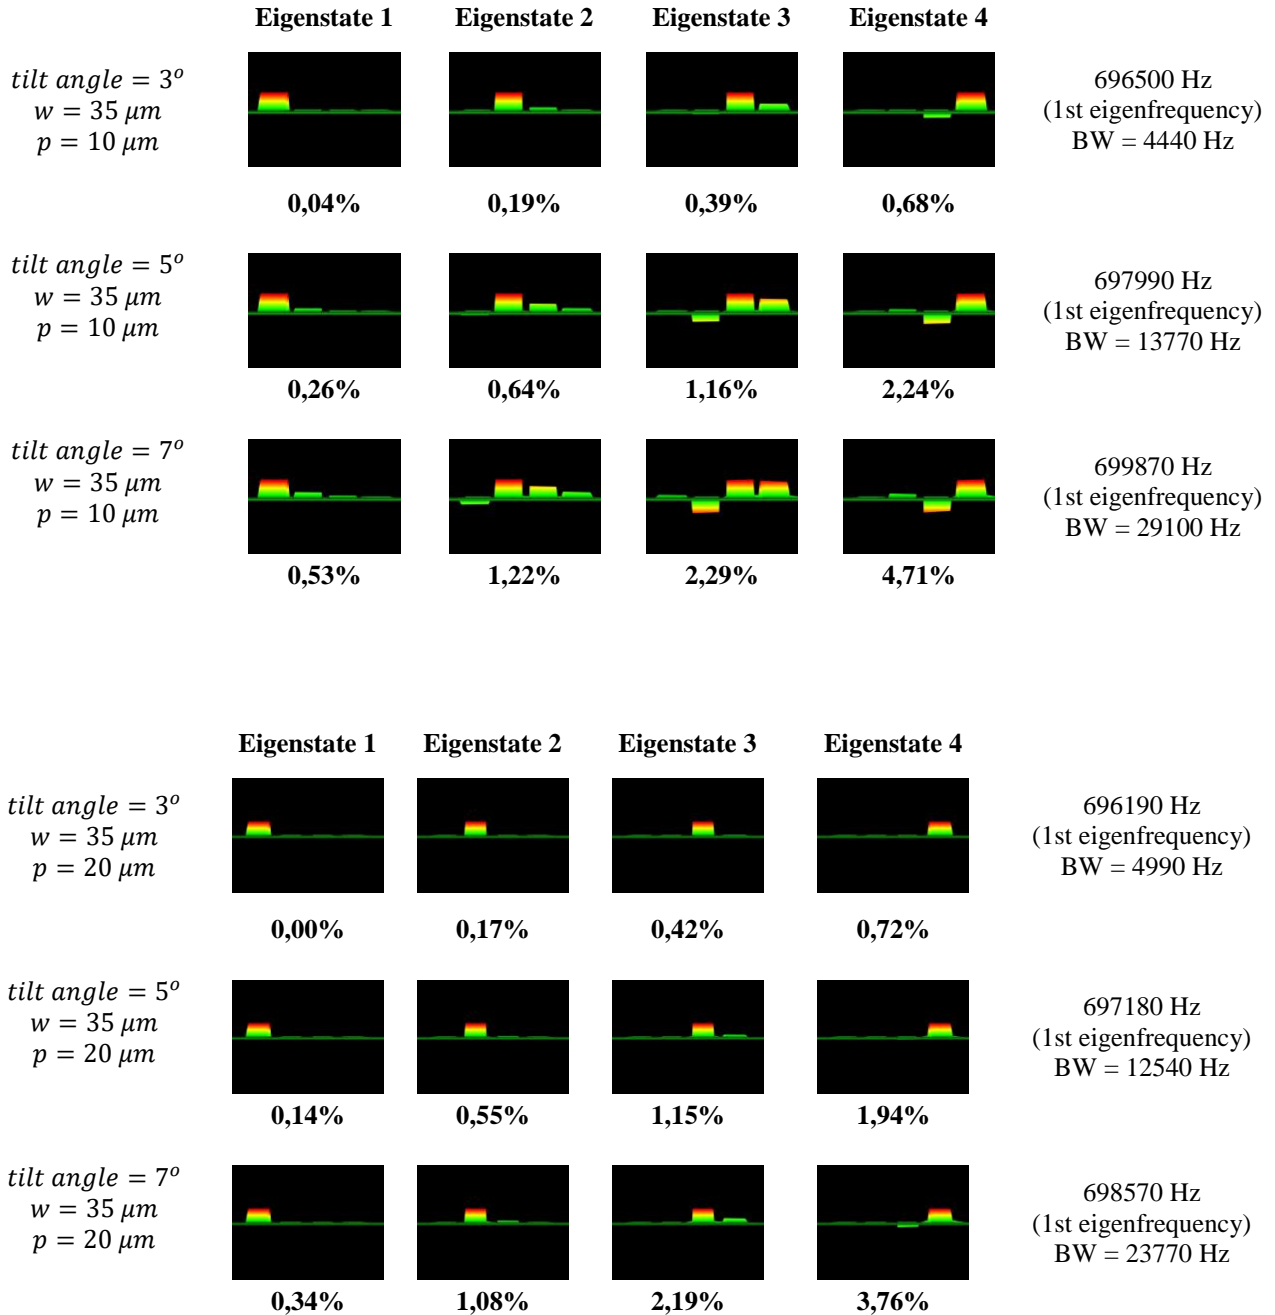 Eigenstate 1 Eigenstate 2 Eigenstate 3 Eigenstate 4
tilt angle = 3º
w = 35 μm
p = 10 μm
696500 Hz
(1st eigenfrequency)
BW = 4440 Hz
0,04% 0,19% 0,39% 0,68%
tilt angle = 5º
w = 35 μm
p = 10 μm
697990 Hz
(1st eigenfrequency)
BW = 13770 Hz
0,26% 0,64% 1,16% 2,24%
tilt angle = 7º
w = 35 μm
p = 10 μm
699870 Hz
(1st eigenfrequency)
BW = 29100 Hz
0,53% 1,22% 2,29% 4,71%
Eigenstate 1 Eigenstate 2 Eigenstate 3 Eigenstate 4
tilt angle = 3º
w = 35 μm
p = 20 μm
696190 Hz
(1st eigenfrequency)
BW = 4990 Hz
0,00% 0,17% 0,42% 0,72%
tilt angle = 5º
w = 35 μm
p = 20 μm
697180 Hz
(1st eigenfrequency)
BW = 12540 Hz
0,14% 0,55% 1,15% 1,94%
tilt angle = 7º
w = 35 μm
p = 20 μm
698570 Hz
(1st eigenfrequency)
BW = 23770 Hz
0,34% 1,08% 2,19% 3,76%